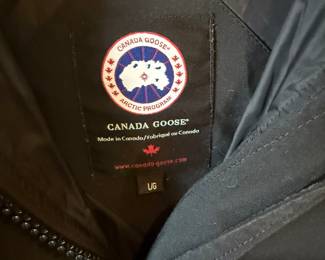 CANADA GOOSE®
ARCTIC PROGRAM
CANADA GOOSE®
Made in Canada/Fabriqué au Canada
www.canada-goose.com
UG